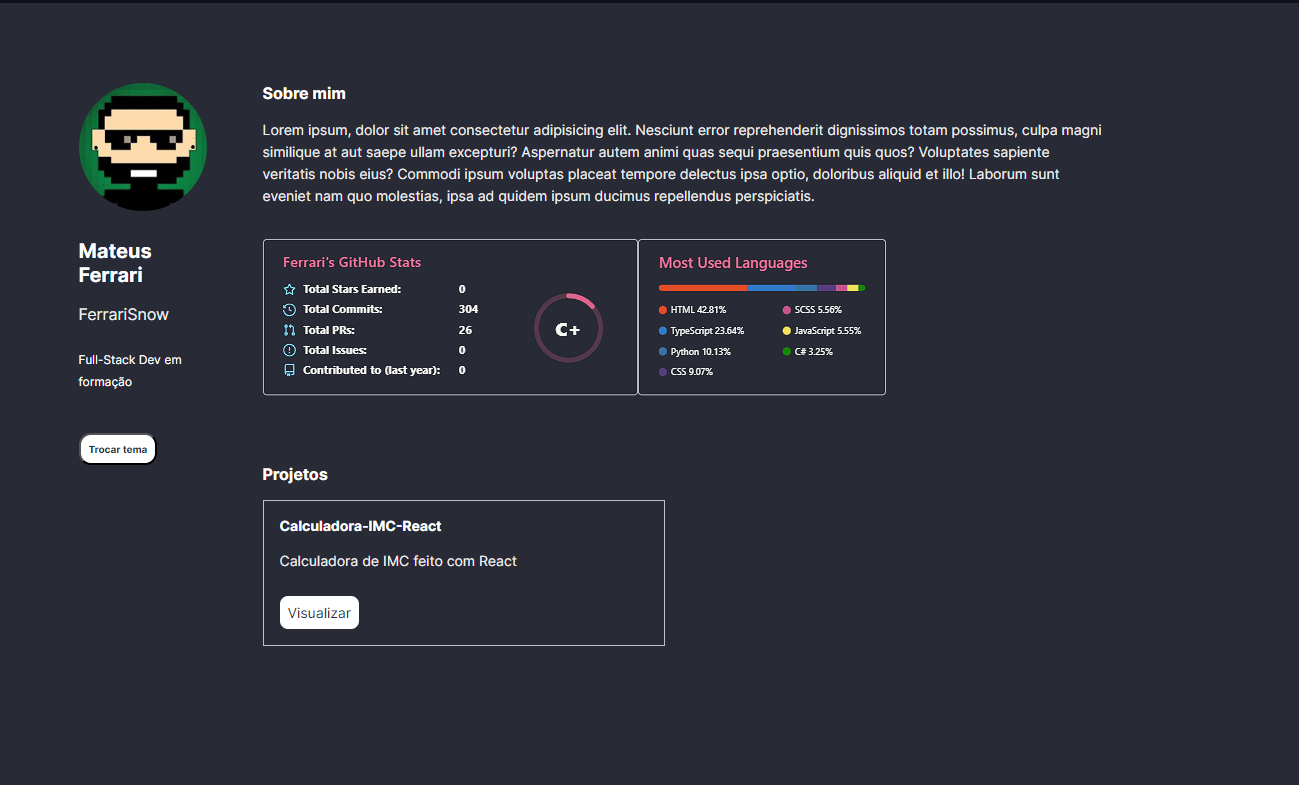 Sobre mim
Lorem ipsum, dolor sit amet consectetur adipisicing elit. Nesciunt error reprehenderit dignissimos totam possimus, culpa magni
similique at aut saepe ullam excepturi? Aspernatur autem animi quas sequi praesentium quis quos? Voluptates sapiente
veritatis nobis eius? Commodi ipsum voluptas placeat tempore delectus ipsa optio, doloribus aliquid et illo! Laborum sunt
eveniet nam quo molestias, ipsa ad quidem ipsum ducimus repellendus perspiciatis.
Mateus
Ferrari
FerrariSnow
Full-Stack Dev em
formação
Trocar tema
Ferrari's GitHub Stats
Total Stars Earned: 0
Total Commits: 304
Total PRs: 26
Total Issues: 0
Contributed to (last year): 0
C+
Most Used Languages
HTML 42.81%
TypeScript 23.64%
Python 10.13%
CSS 9.07%
SCSS 5.56%
JavaScript 5.55%
C# 3.25%
Projetos
Calculadora-IMC-React
Calculadora de IMC feito com React
Visualizar